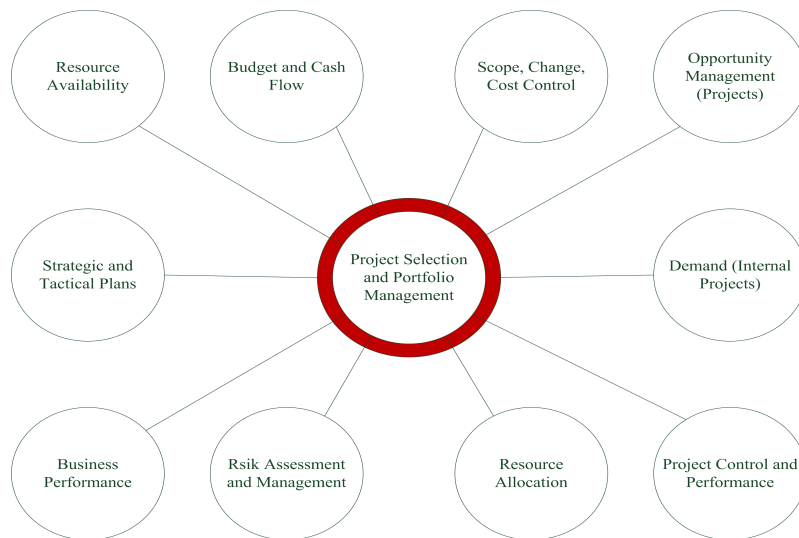 Resource
Availability
Budget and Cash
Flow
Scope, Change,
Cost Control
Opportunity
Management
(Projects)
Strategic and
Tactical Plans
Project Selection
and Portfolio
Management
Demand (Internal
Projects)
Business
Performance
Rsik Assessment
and Management
Resource
Allocation
Project Control and
Performance